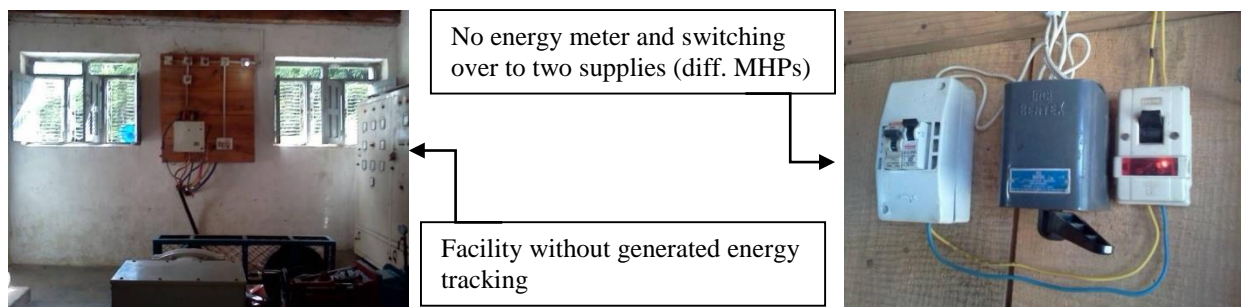 No energy meter and switching
over to two supplies (diff. MHPs)
Facility without generated energy
tracking